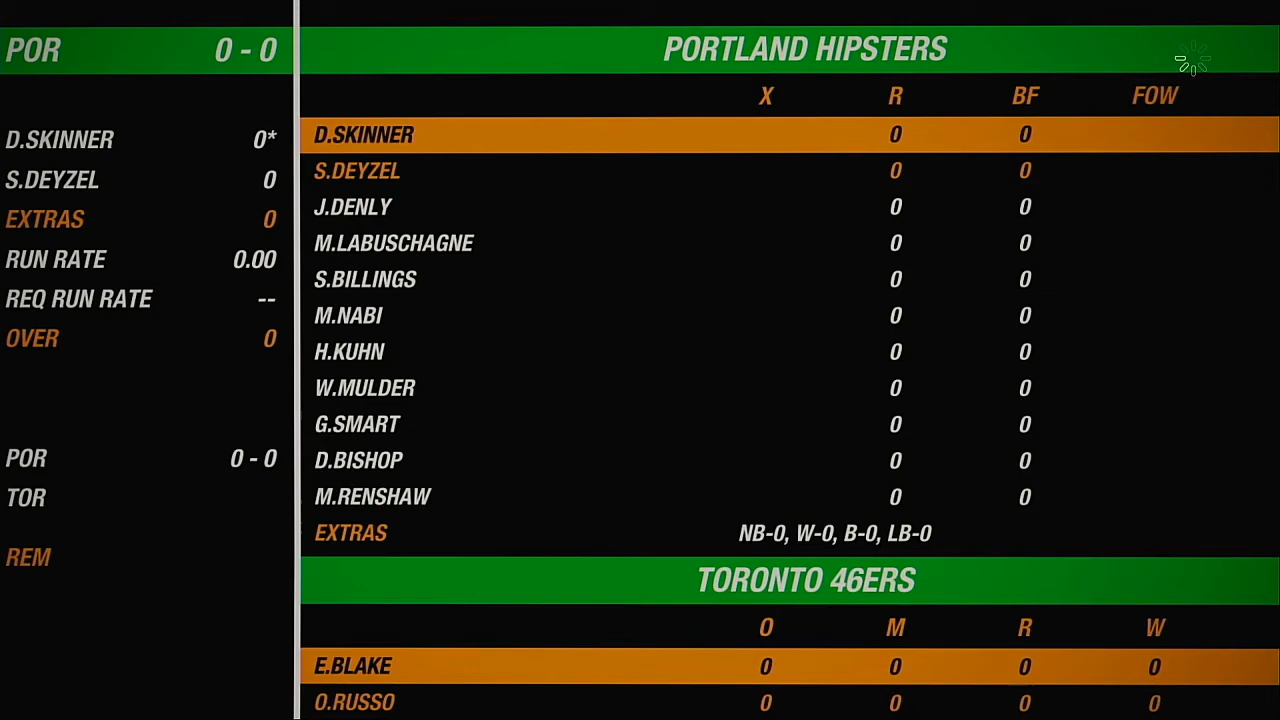 POR 0 - 0
D.SKINNER 0*
S.DEYZEL 0
EXTRAS 0
RUN RATE 0.00
REQ RUN RATE --
OVER 0
POR 0 - 0
TOR
REM
PORTLAND HIPSTERS
X R BF FOW
D.SKINNER 0 0
S.DEYZEL 0 0
J.DENLY 0 0
M.LABUSCHAGNE 0 0
S.BILLINGS 0 0
M.NABI 0 0
H.KUHN 0 0
W.MULDER 0 0
G.SMART 0 0
D.BISHOP 0 0
M.RENSHAW 0 0
EXTRAS NB-0, W-0, B-0, LB-0
TORONTO 46ERS
O M R W
E.BLAKE 0 0 0 0
O.RUSSO 0 0 0 0